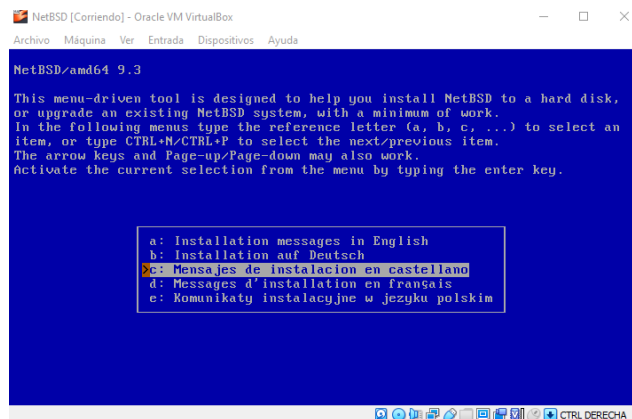 NetBSD [Corriendo] - Oracle VM VirtualBox
Archivo Máquina Ver Entrada Dispositivos Ayuda
NetBSD/amd64 9.3
This menu-driven tool is designed to help you install NetBSD to a hard disk,
or upgrade an existing NetBSD system, with a minimum of work.
In the following menus type the reference letter (a, b, c, ...) to select an
item, or type CTRL+N/CTRL+P to select the next/previous item.
The arrow keys and Page-up/Page-down may also work.
Activate the current selection from the menu by typing the enter key.
a: Installation messages in English
b: Installation auf Deutsch
>c: Mensajes de instalacion en castellano
d: Messages d'installation en français
e: Komunikaty instalacyjne w jezyku polskim
CTRL DERECHA